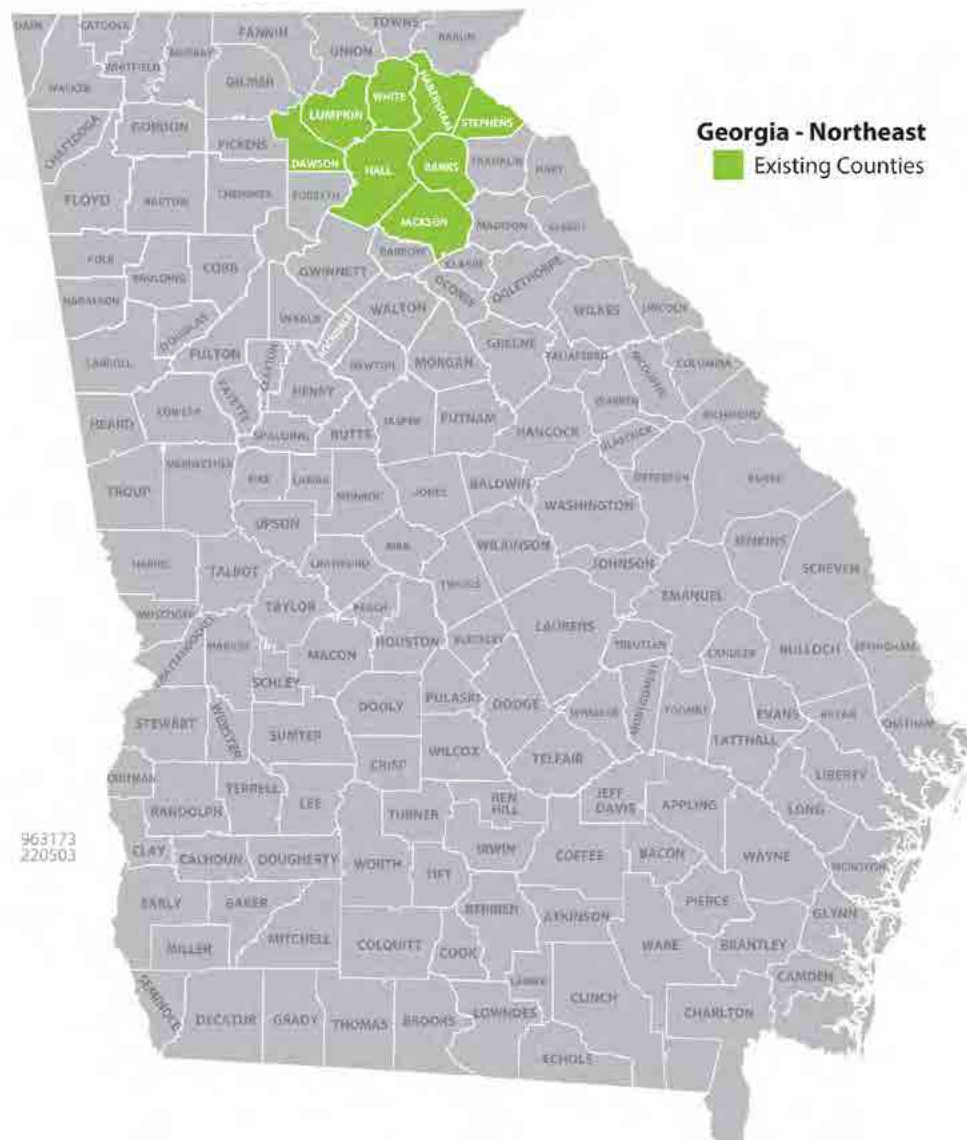 DADE
CATOOSA
FANNIN
TOWNS
RABUN
UNION
MURRAY
WHITFIELD
WALKER
GILMER
HABERSHAM
WHITE
LUMPKIN
STEPHENS
CHATTOOGA
GORDON
PICKENS
DAWSON
HALL
BANKS
FRANKLIN
HART
Georgia - Northeast
Existing Counties
FLOYD
BARTOW
CHEROKEE
FORSYTH
JACKSON
MADISON
ELBERT
POLK
PAULDING
COBB
GWINNETT
BARROW
CLARKE
OCONEE
OGLETHORPE
HARALSON
DOUGLAS
FULTON
DEKALB
ROCKDALE
WALTON
GREENE
WILKES
LINCOLN
CARROLL
CLAYTON
HENRY
NEWTON
MORGAN
TALIAFERRO
MCDUFFIE
COLUMBIA
FAYETTE
WARREN
RICHMOND
HEARD
COWETA
SPALDING
BUTTS
JASPER
PUTNAM
HANCOCK
GLASCOCK
MERIWETHER
TROUP
PIKE
LAMAR
MONROE
JONES
BALDWIN
WASHINGTON
JEFFERSON
BURKE
UPSON
WILKINSON
JENKINS
HARRIS
TALBOT
CRAWFORD
BIBB
TWIGGS
JOHNSON
SCREVEN
MUSCOGEE
TAYLOR
PEACH
EMANUEL
CHATTAHOOCHEE
MARION
MACON
HOUSTON
BLECKLEY
LAURENS
TREUTLEN
CANDLER
BULLOCH
EFFINGHAM
SCHLEY
STEWART
WEBSTER
SUMTER
DOOLY
PULASKI
DODGE
WHEELER
MONTGOMERY
TOOMBS
EVANS
BRYAN
CHATHAM
TATTNALL
CRISP
WILCOX
TELFAIR
LIBERTY
QUITMAN
RANDOLPH
TERRELL
LEE
TURNER
BEN
HILL
JEFF
DAVIS
APPLING
LONG
963173
220503
CLAY
CALHOUN
DOUGHERTY
WORTH
TIFT
IRWIN
COFFEE
BACON
WAYNE
MCINTOSH
EARLY
BAKER
BERRIEN
ATKINSON
PIERCE
GLYNN
MILLER
MITCHELL
COLQUITT
COOK
WARE
BRANTLEY
SEMINOLE
LANIER
CLINCH
CAMDEN
DECATUR
GRADY
THOMAS
BROOKS
LOWNDES
CHARLTON
ECHOLS